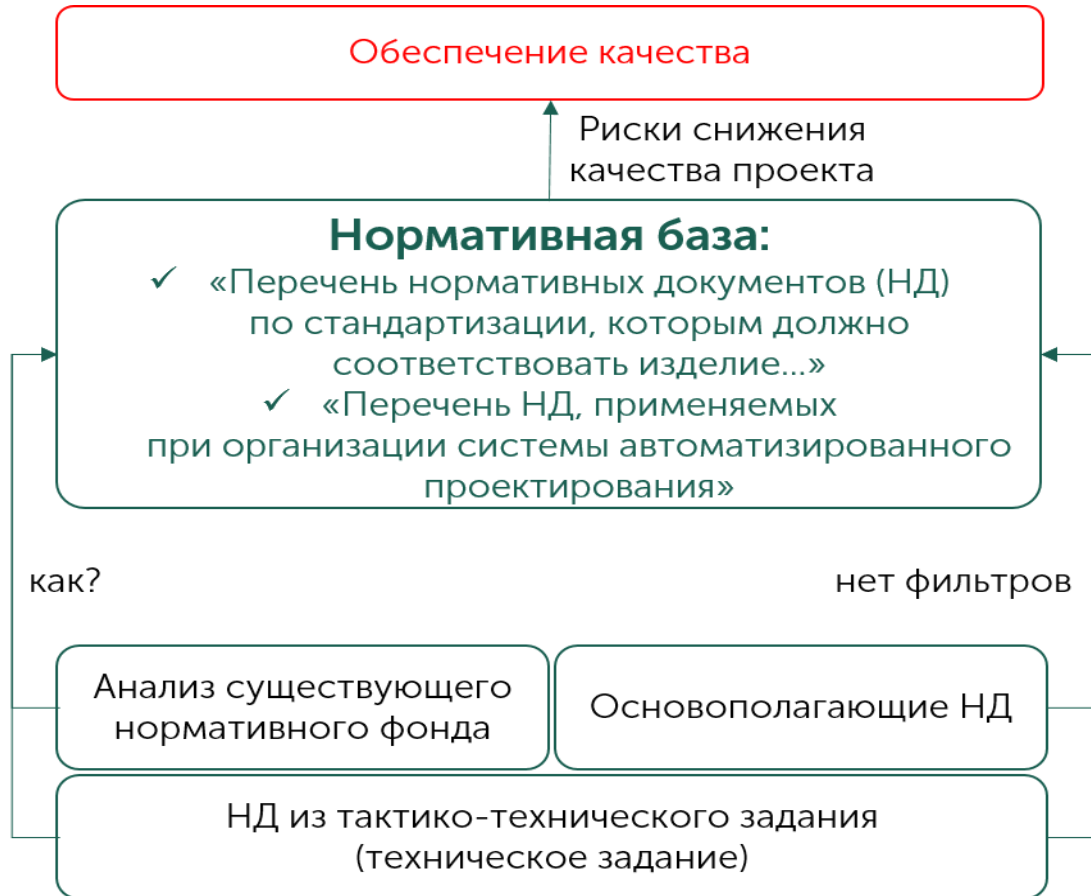 Обеспечение качества
Риски снижения
качества проекта
Нормативная база:
✓ «Перечень нормативных документов (НД)
по стандартизации, которым должно
соответствовать изделие...»
✓ «Перечень НД, применяемых
при организации системы автоматизированного
проектирования»
как?
нет фильтров
Анализ существующего
нормативного фонда
Основополагающие НД
НД из тактико-технического задания
(техническое задание)